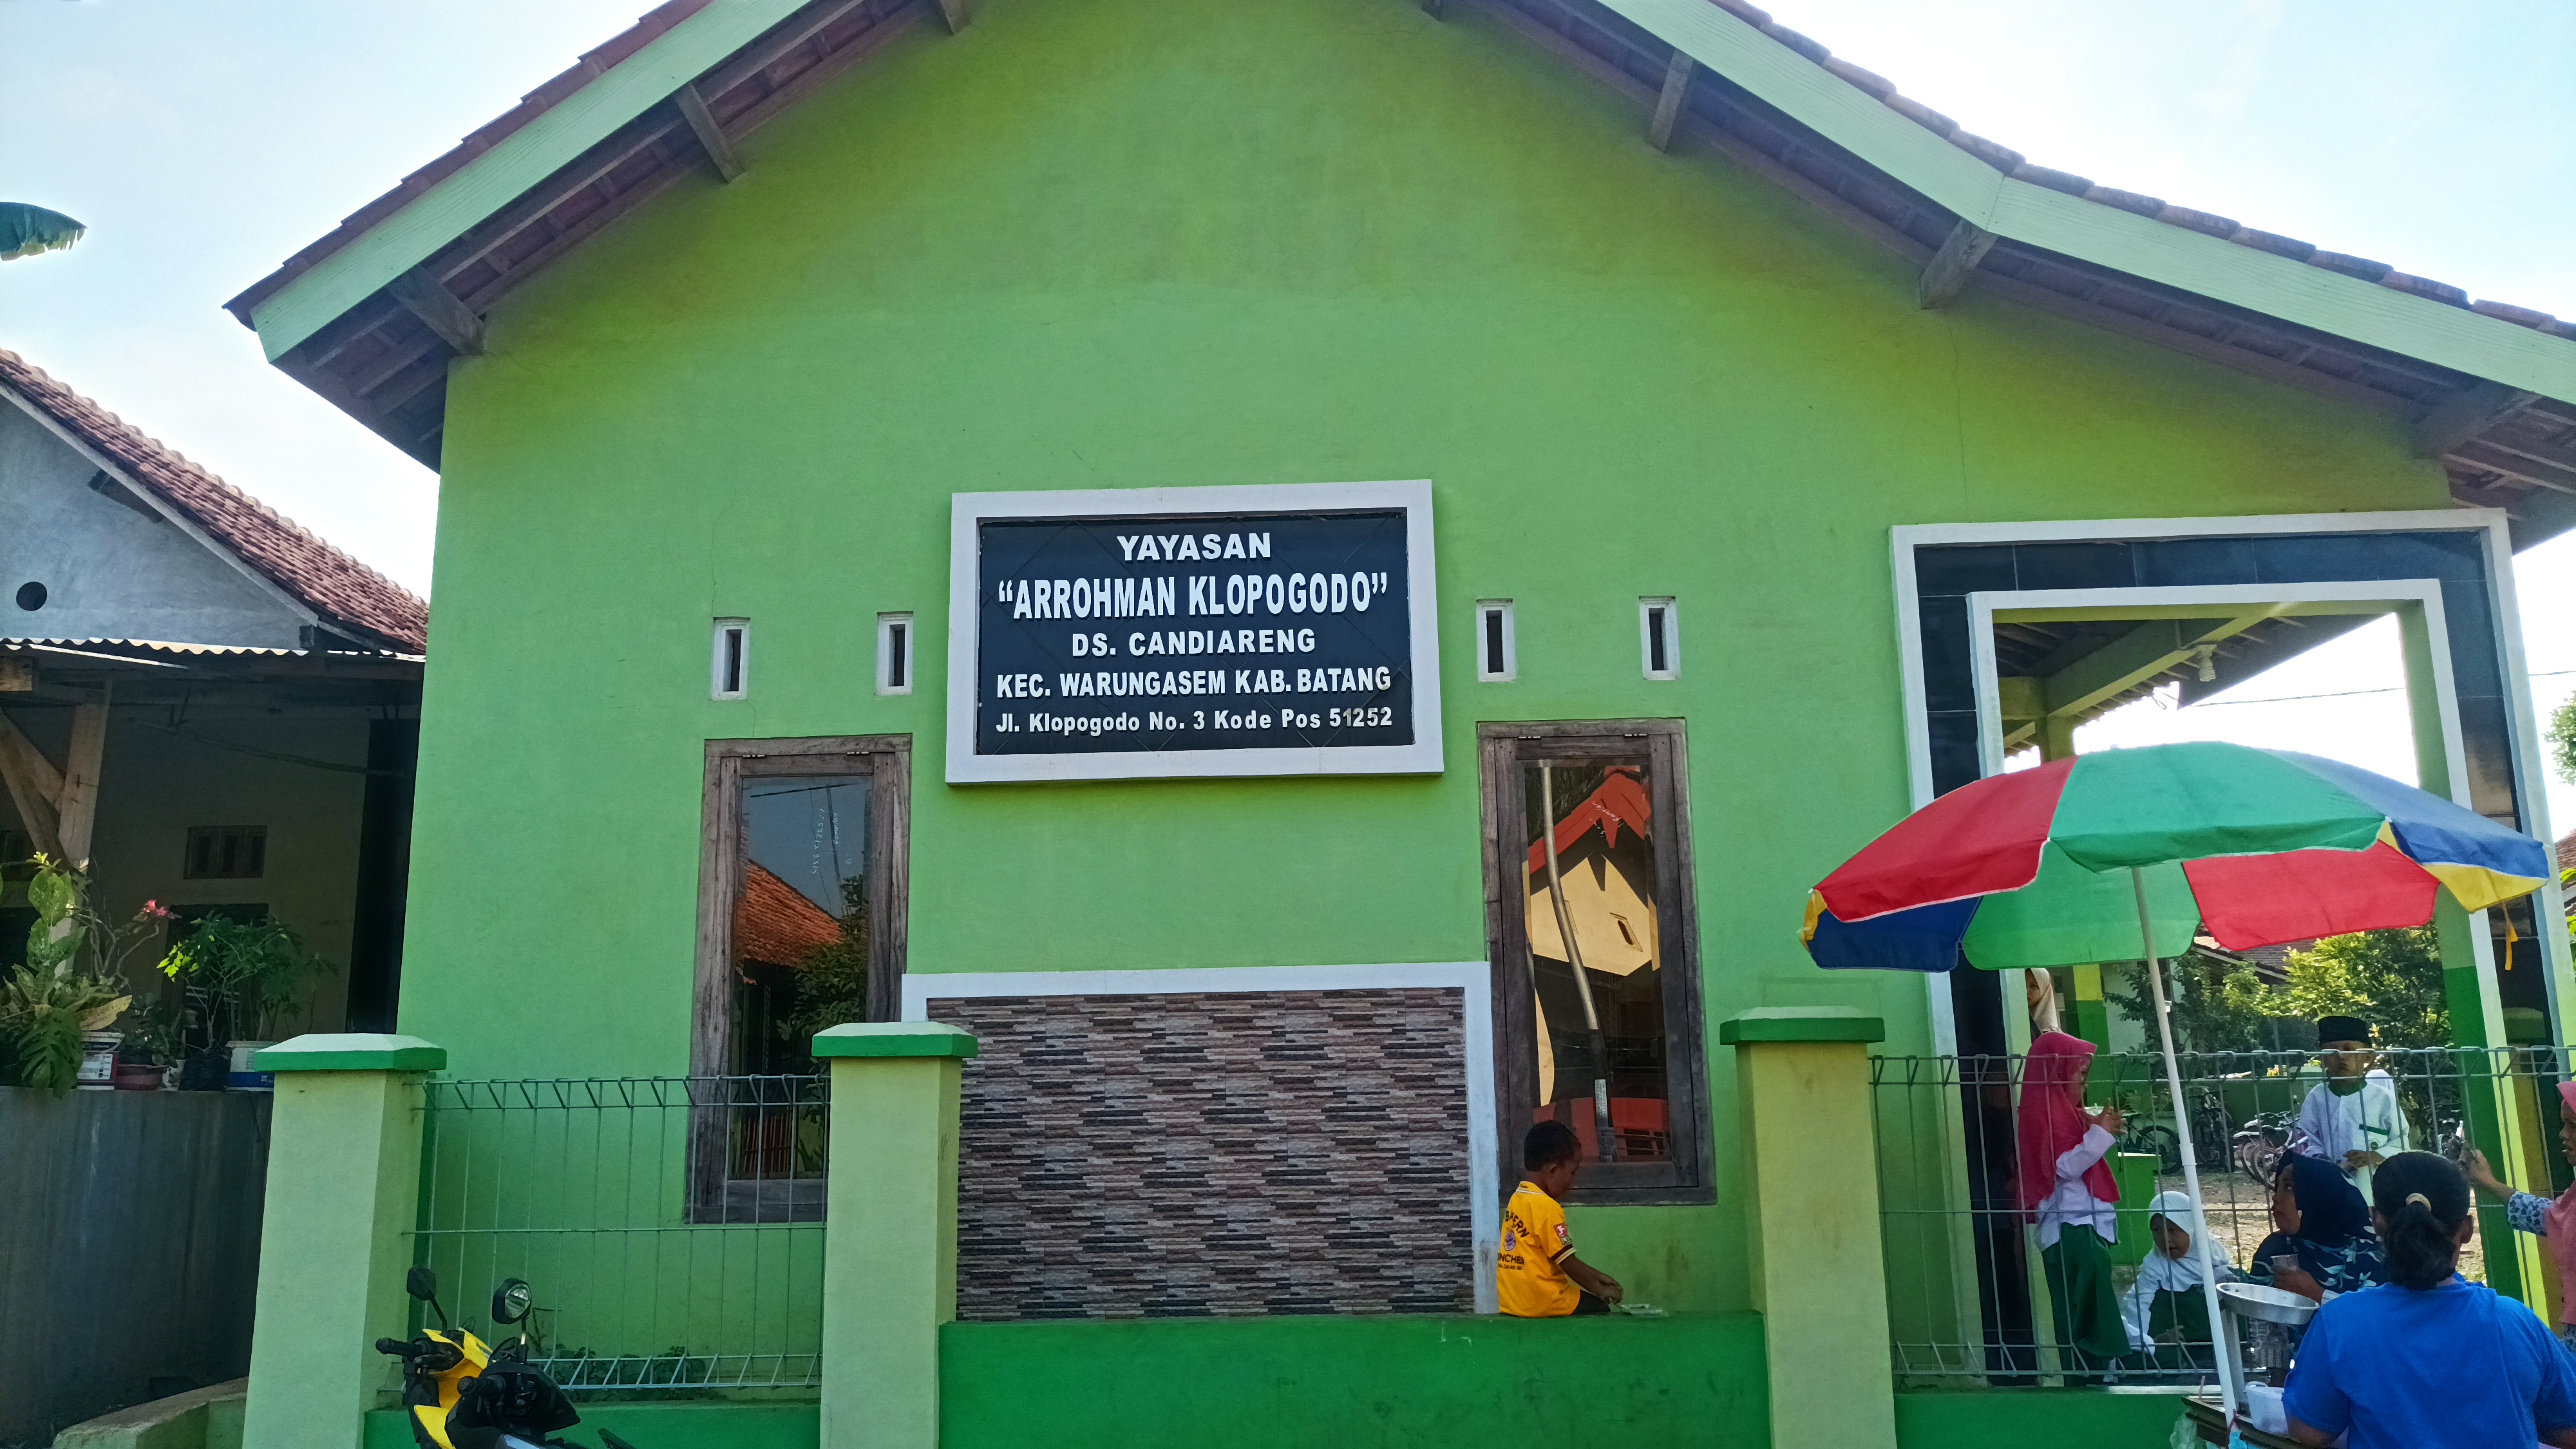 YAYASAN
“ARROHMAN KLOPOGODO”
DS. CANDIARENG
KEC. WARUNGASEM KAB. BATANG
Jl. Klopogodo No. 3 Kode Pos 51252